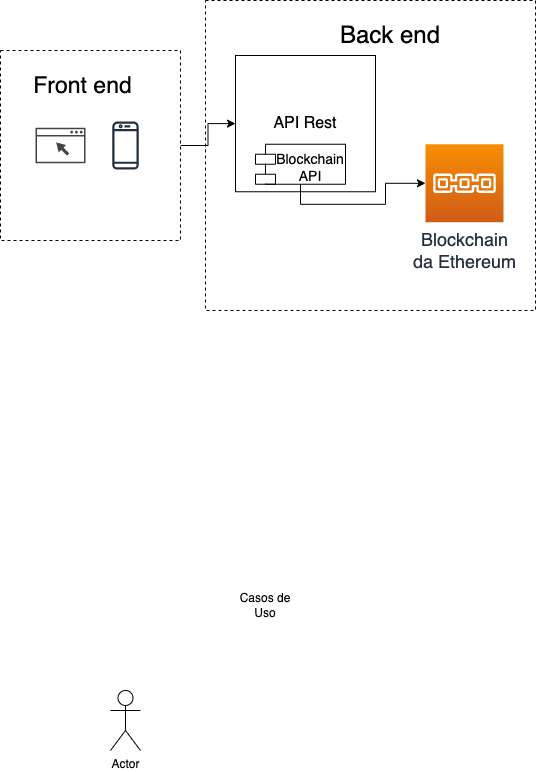 Back end
Front end
API Rest
Blockchain
API
Blockchain
da Ethereum
Casos de
Uso
Actor